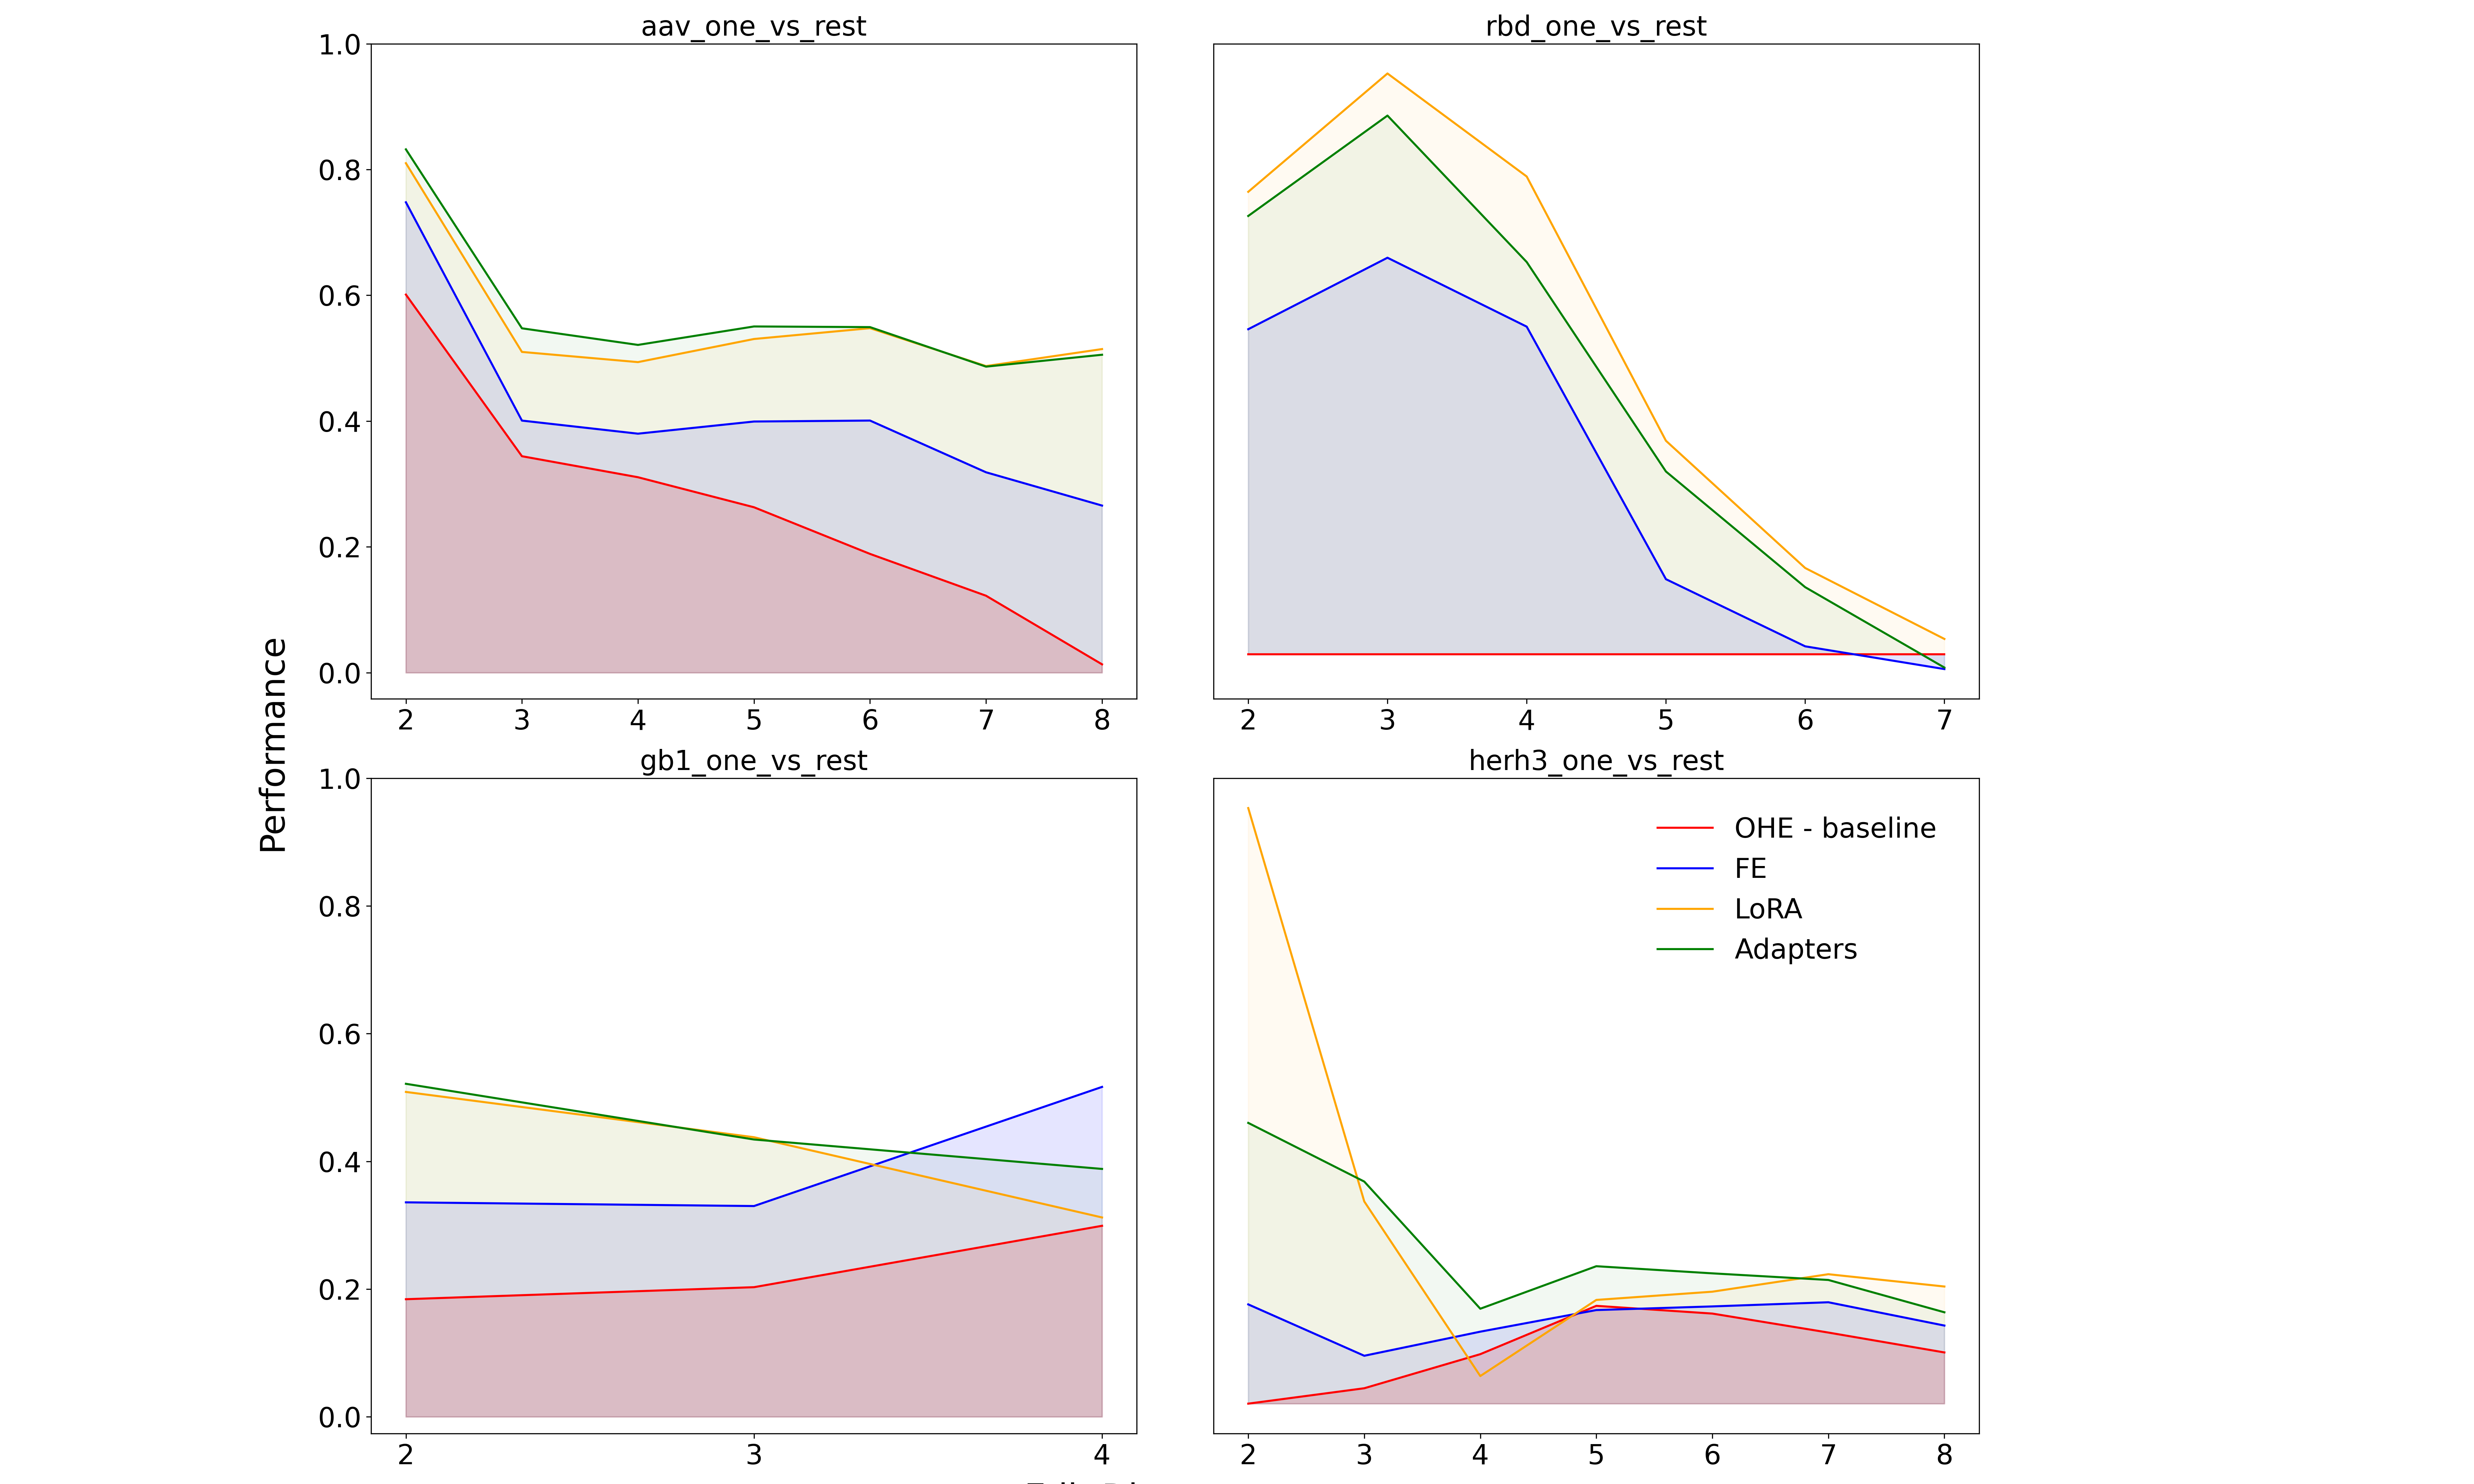 aav_one_vs_rest
rbd_one_vs_rest
1.0
0.8
0.6
0.4
0.2
0.0
2 3 4 5 6 7 8
2 3 4 5 6 7
Performance
gb1_one_vs_rest
herh3_one_vs_rest
1.0
0.8
0.6
0.4
0.2
0.0
OHE - baseline
FE
LoRA
Adapters
2 3 4
2 3 4 5 6 7 8